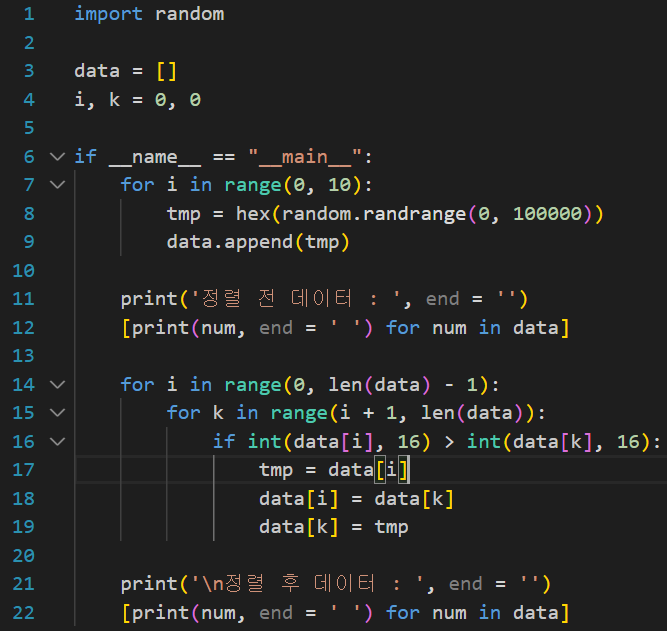 1 import random
2
3 data = []
4 i, k = 0, 0
5
6 if __name__ == "__main__":
7     for i in range(0, 10):
8         tmp = hex(random.randrange(0, 100000))
9         data.append(tmp)
10
11     print('정렬 전 데이터 : ', end = '')
12     [print(num, end = ' ') for num in data]
13
14     for i in range(0, len(data) - 1):
15         for k in range(i + 1, len(data)):
16             if int(data[i], 16) > int(data[k], 16):
17                 tmp = data[i]
18                 data[i] = data[k]
19                 data[k] = tmp
20
21     print('\n정렬 후 데이터 : ', end = '')
22     [print(num, end = ' ') for num in data]